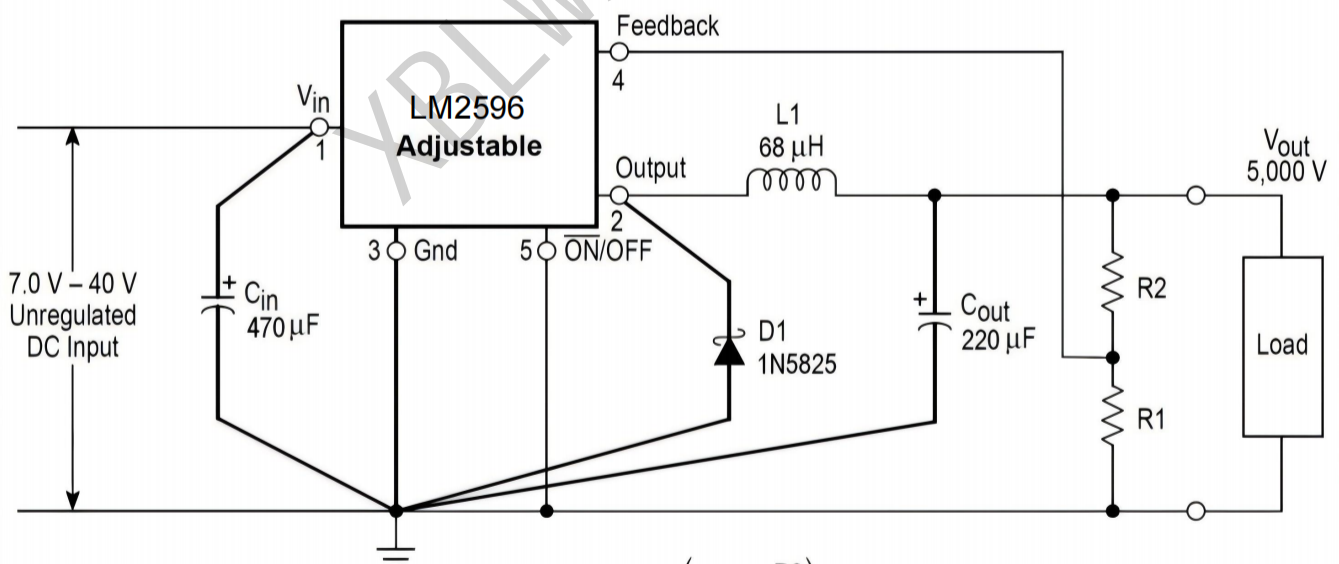 Feedback
4
Vin
1
LM2596
Adjustable
L1
68 μH
Output
2
Vout
5,000 V
3 Gnd
5 ON/OFF
7.0 V – 40 V
Unregulated
DC Input
+
Cin
470 μF
D1
1N5825
+
Cout
220 μF
R2
Load
R1